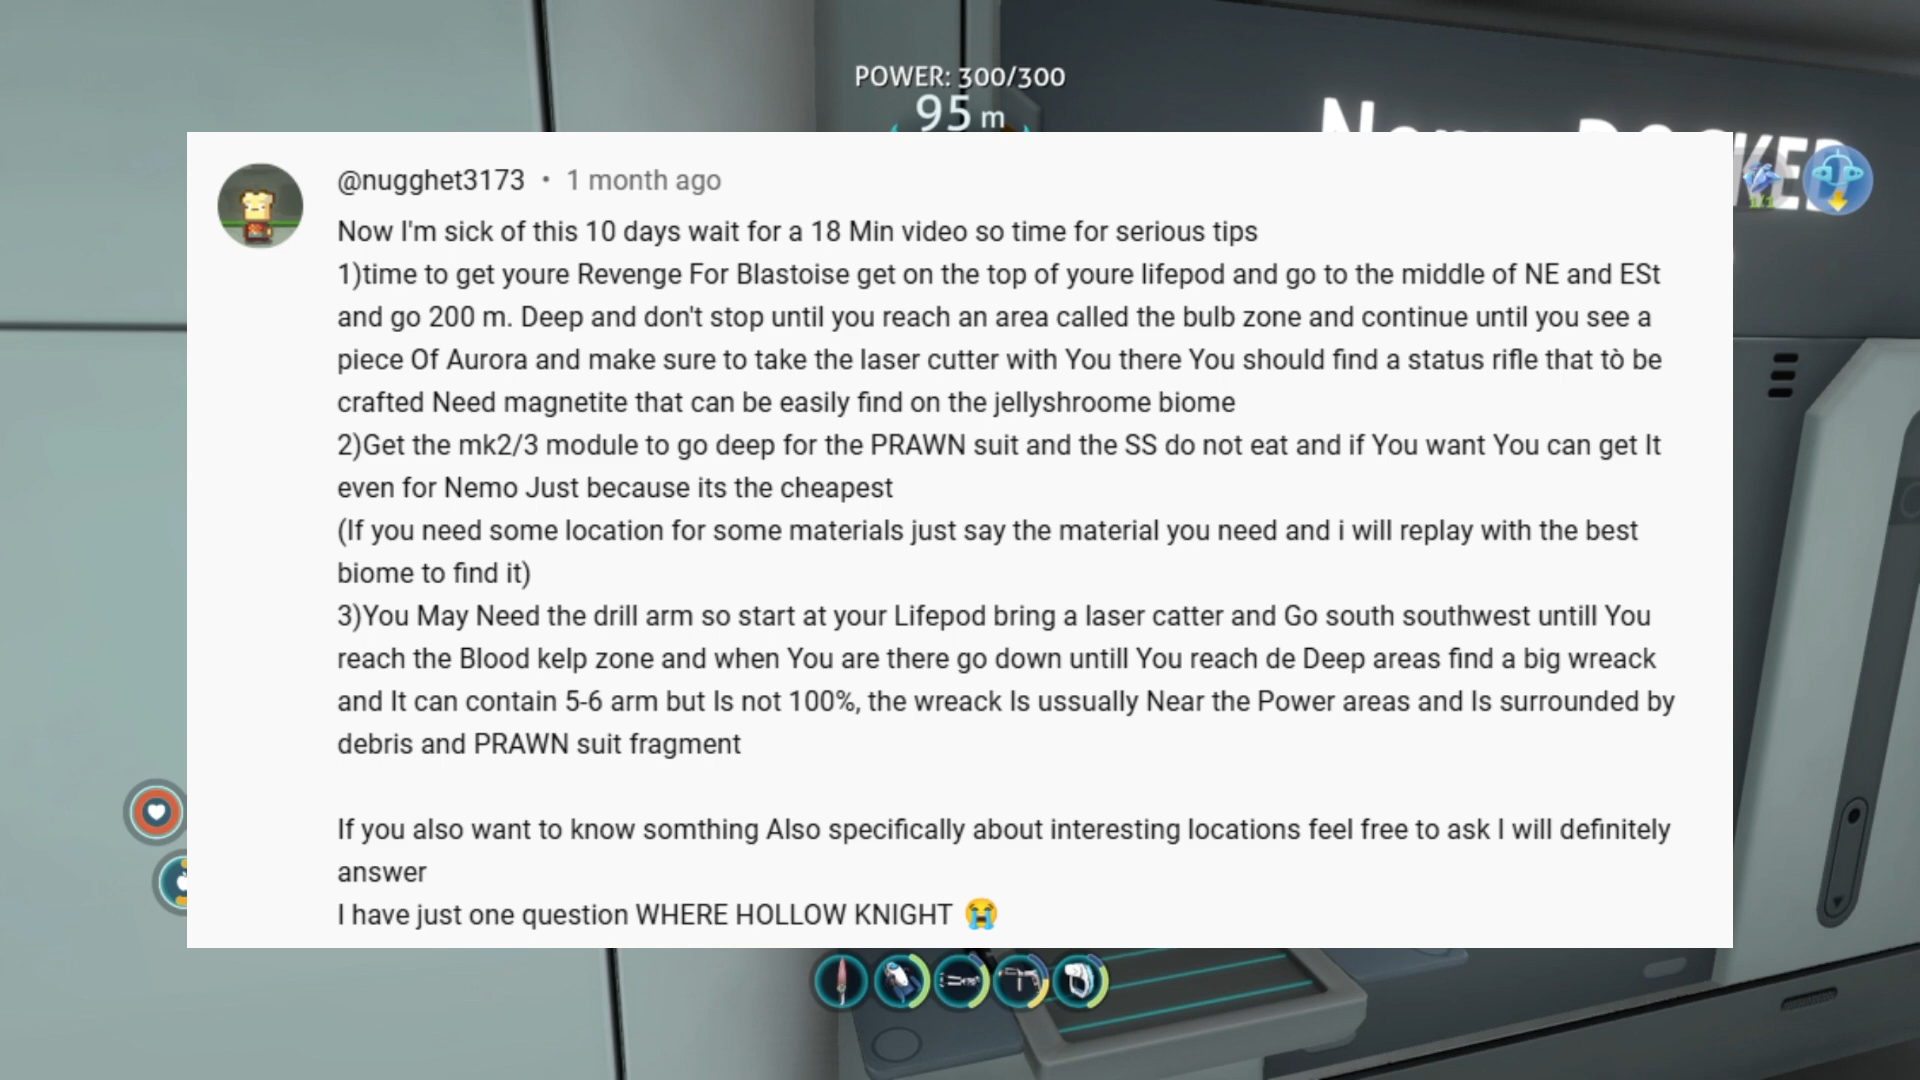 POWER: 300/300
95 m
@nugghet3173 • 1 month ago
Now I'm sick of this 10 days wait for a 18 Min video so time for serious tips
1)time to get youre Revenge For Blastoise get on the top of youre lifepod and go to the middle of NE and ESt
and go 200 m. Deep and don't stop until you reach an area called the bulb zone and continue until you see a
piece Of Aurora and make sure to take the laser cutter with You there You should find a status rifle that tò be
crafted Need magnetite that can be easily find on the jellyshroome biome
2)Get the mk2/3 module to go deep for the PRAWN suit and the SS do not eat and if You want You can get It
even for Nemo Just because its the cheapest
(If you need some location for some materials just say the material you need and i will replay with the best
biome to find it)
3)You May Need the drill arm so start at your Lifepod bring a laser catter and Go south southwest untill You
reach the Blood kelp zone and when You are there go down untill You reach de Deep areas find a big wreack
and It can contain 5-6 arm but Is not 100%, the wreack Is ussually Near the Power areas and Is surrounded by
debris and PRAWN suit fragment
If you also want to know somthing Also specifically about interesting locations feel free to ask I will definitely
answer
I have just one question WHERE HOLLOW KNIGHT 😭
1/1